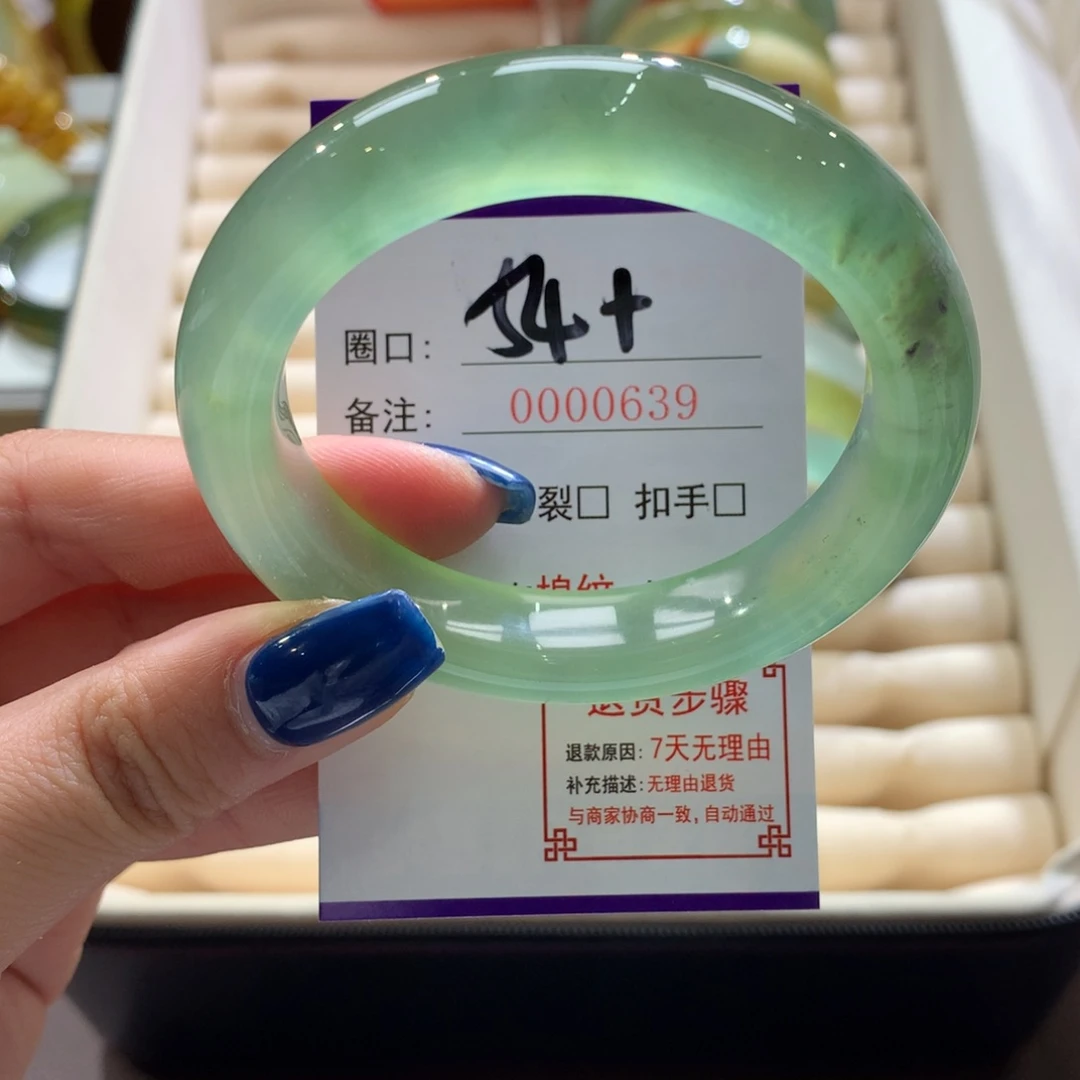 圈口: 54+
备注: 0000639
裂□ 扣手□
棉纹
退货步骤
退款原因: 7天无理由
补充描述: 无理由退货
与商家协商一致, 自动通过